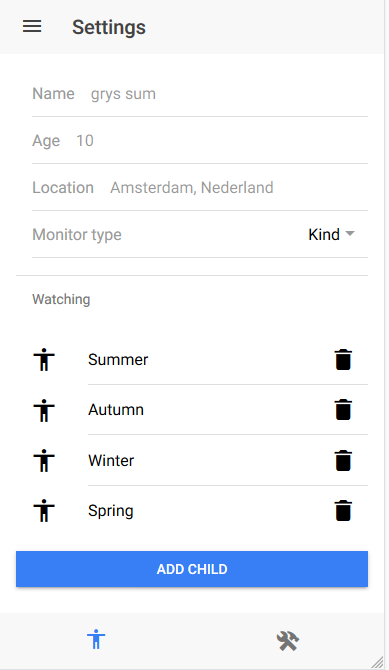 Settings
Name grys sum
Age 10
Location Amsterdam, Nederland
Monitor type Kind
Watching
Summer
Autumn
Winter
Spring
ADD CHILD